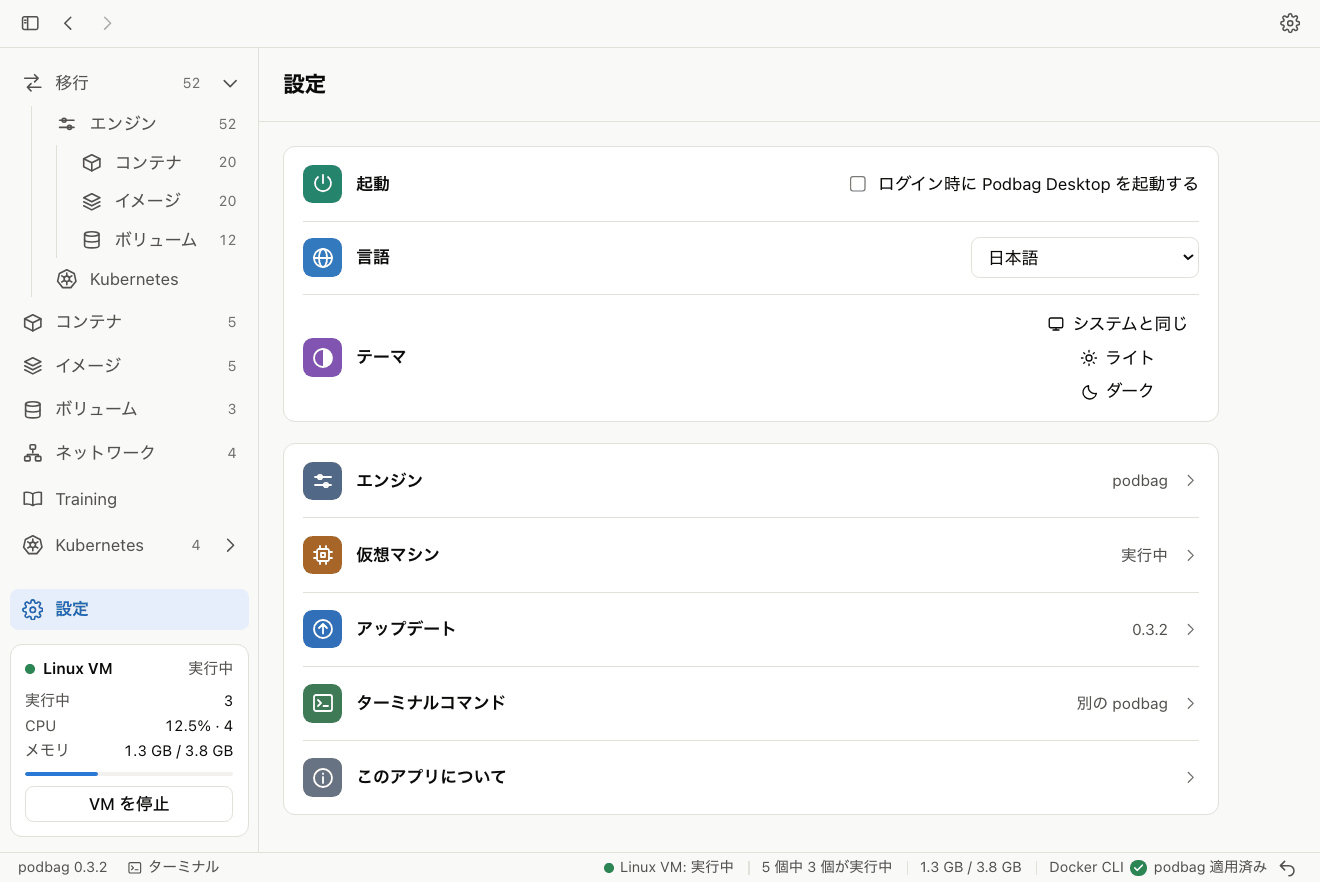 移行 52
エンジン 52
コンテナ 20
イメージ 20
ボリューム 12
Kubernetes
コンテナ 5
イメージ 5
ボリューム 3
ネットワーク 4
Training
Kubernetes 4
設定
Linux VM 実行中
実行中 3
CPU 12.5% · 4
メモリ 1.3 GB / 3.8 GB
VM を停止
設定
起動 ログイン時に Podbag Desktop を起動する
言語 日本語
テーマ
システムと同じ
ライト
ダーク
エンジン podbag
仮想マシン 実行中
アップデート 0.3.2
ターミナルコマンド 別の podbag
このアプリについて
podbag 0.3.2 ターミナル Linux VM: 実行中 5 個中 3 個が実行中 1.3 GB / 3.8 GB Docker CLI podbag 適用済み